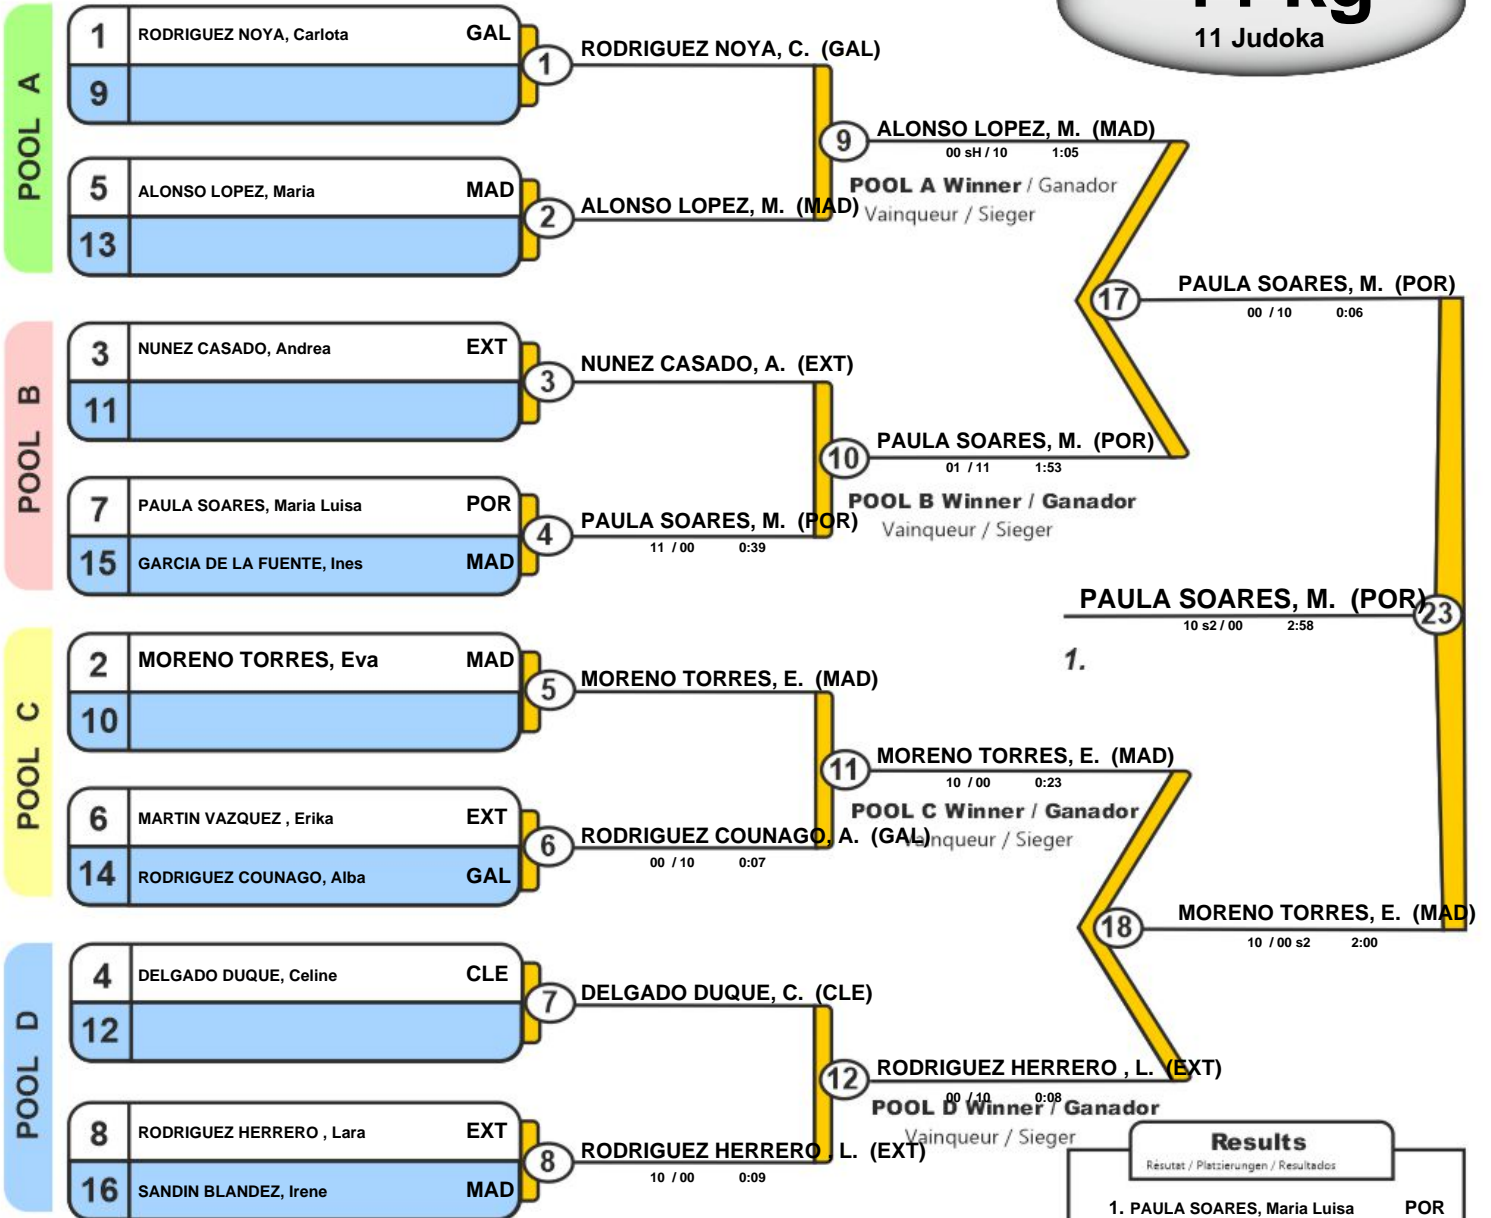 11 Judoka
POOL A
1 RODRIGUEZ NOYA, Carlota GAL
9
5 ALONSO LOPEZ, Maria MAD
13
POOL B
3 NUNEZ CASADO, Andrea EXT
11
7 PAULA SOARES, Maria Luisa POR
15 GARCIA DE LA FUENTE, Ines MAD
POOL C
2 MORENO TORRES, Eva MAD
10
6 MARTIN VAZQUEZ , Erika EXT
14 RODRIGUEZ COUNAGO, Alba GAL
POOL D
4 DELGADO DUQUE, Celine CLE
12
8 RODRIGUEZ HERRERO , Lara EXT
16 SANDIN BLANDEZ, Irene MAD
1 RODRIGUEZ NOYA, C. (GAL)
2 ALONSO LOPEZ, M. (MAD)
3 NUNEZ CASADO, A. (EXT)
4 PAULA SOARES, M. (POR)
11 / 00 0:39
5 MORENO TORRES, E. (MAD)
6 RODRIGUEZ COUNAGO, A. (GAL)
00 / 10 0:07
7 DELGADO DUQUE, C. (CLE)
8 RODRIGUEZ HERRERO , L. (EXT)
10 / 00 0:09
9 ALONSO LOPEZ, M. (MAD)
00 sH / 10 1:05
POOL A Winner / Ganador
Vainqueur / Sieger
10 PAULA SOARES, M. (POR)
01 / 11 1:53
POOL B Winner / Ganador
Vainqueur / Sieger
11 MORENO TORRES, E. (MAD)
10 / 00 0:23
POOL C Winner / Ganador
Vainqueur / Sieger
12 RODRIGUEZ HERRERO , L. (EXT)
00 / 10 0:08
POOL D Winner / Ganador
Vainqueur / Sieger
17 PAULA SOARES, M. (POR)
00 / 10 0:06
18 MORENO TORRES, E. (MAD)
10 / 00 s2 2:00
PAULA SOARES, M. (POR) 23
10 s2 / 00 2:58
1.
Results
Résutat / Platzierungen / Resultados
1. PAULA SOARES, Maria Luisa POR